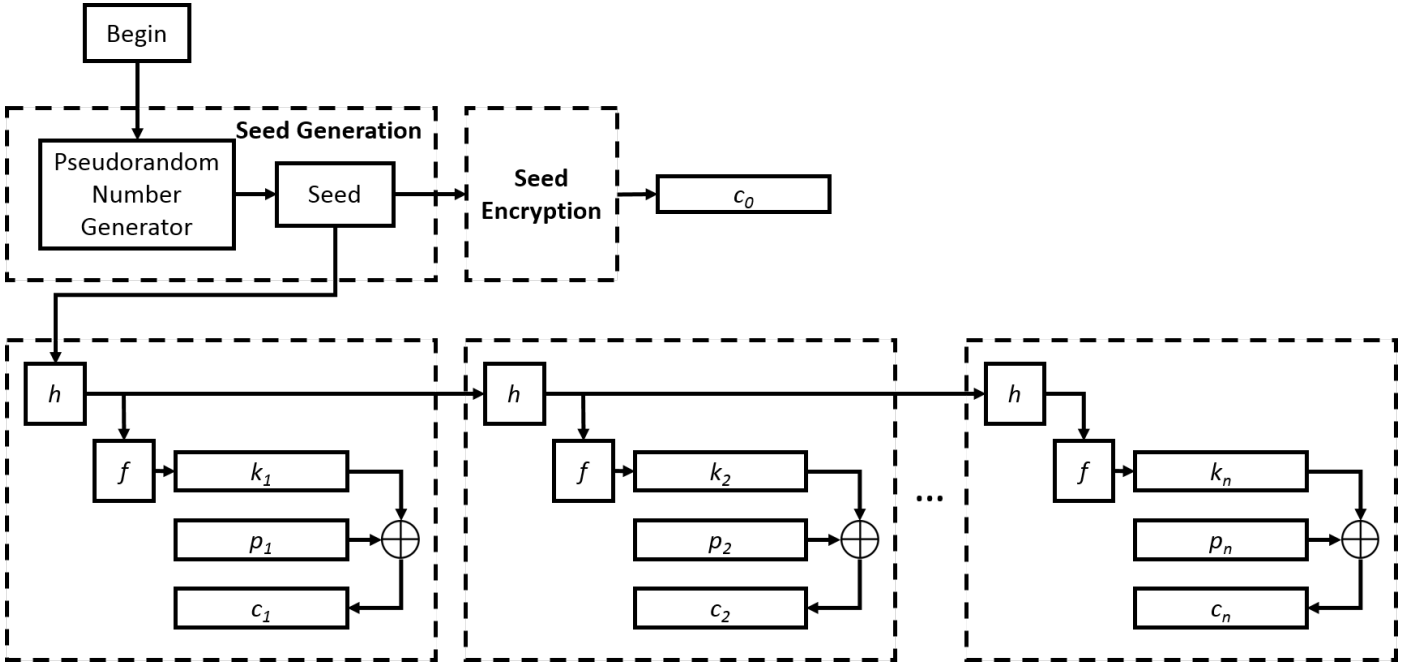 Begin
Seed Generation
Pseudorandom
Number
Generator
Seed
Seed
Encryption
c0
h
h
h
f
k1
f
k2
f
kn
...
p1
p2
pn
c1
c2
cn